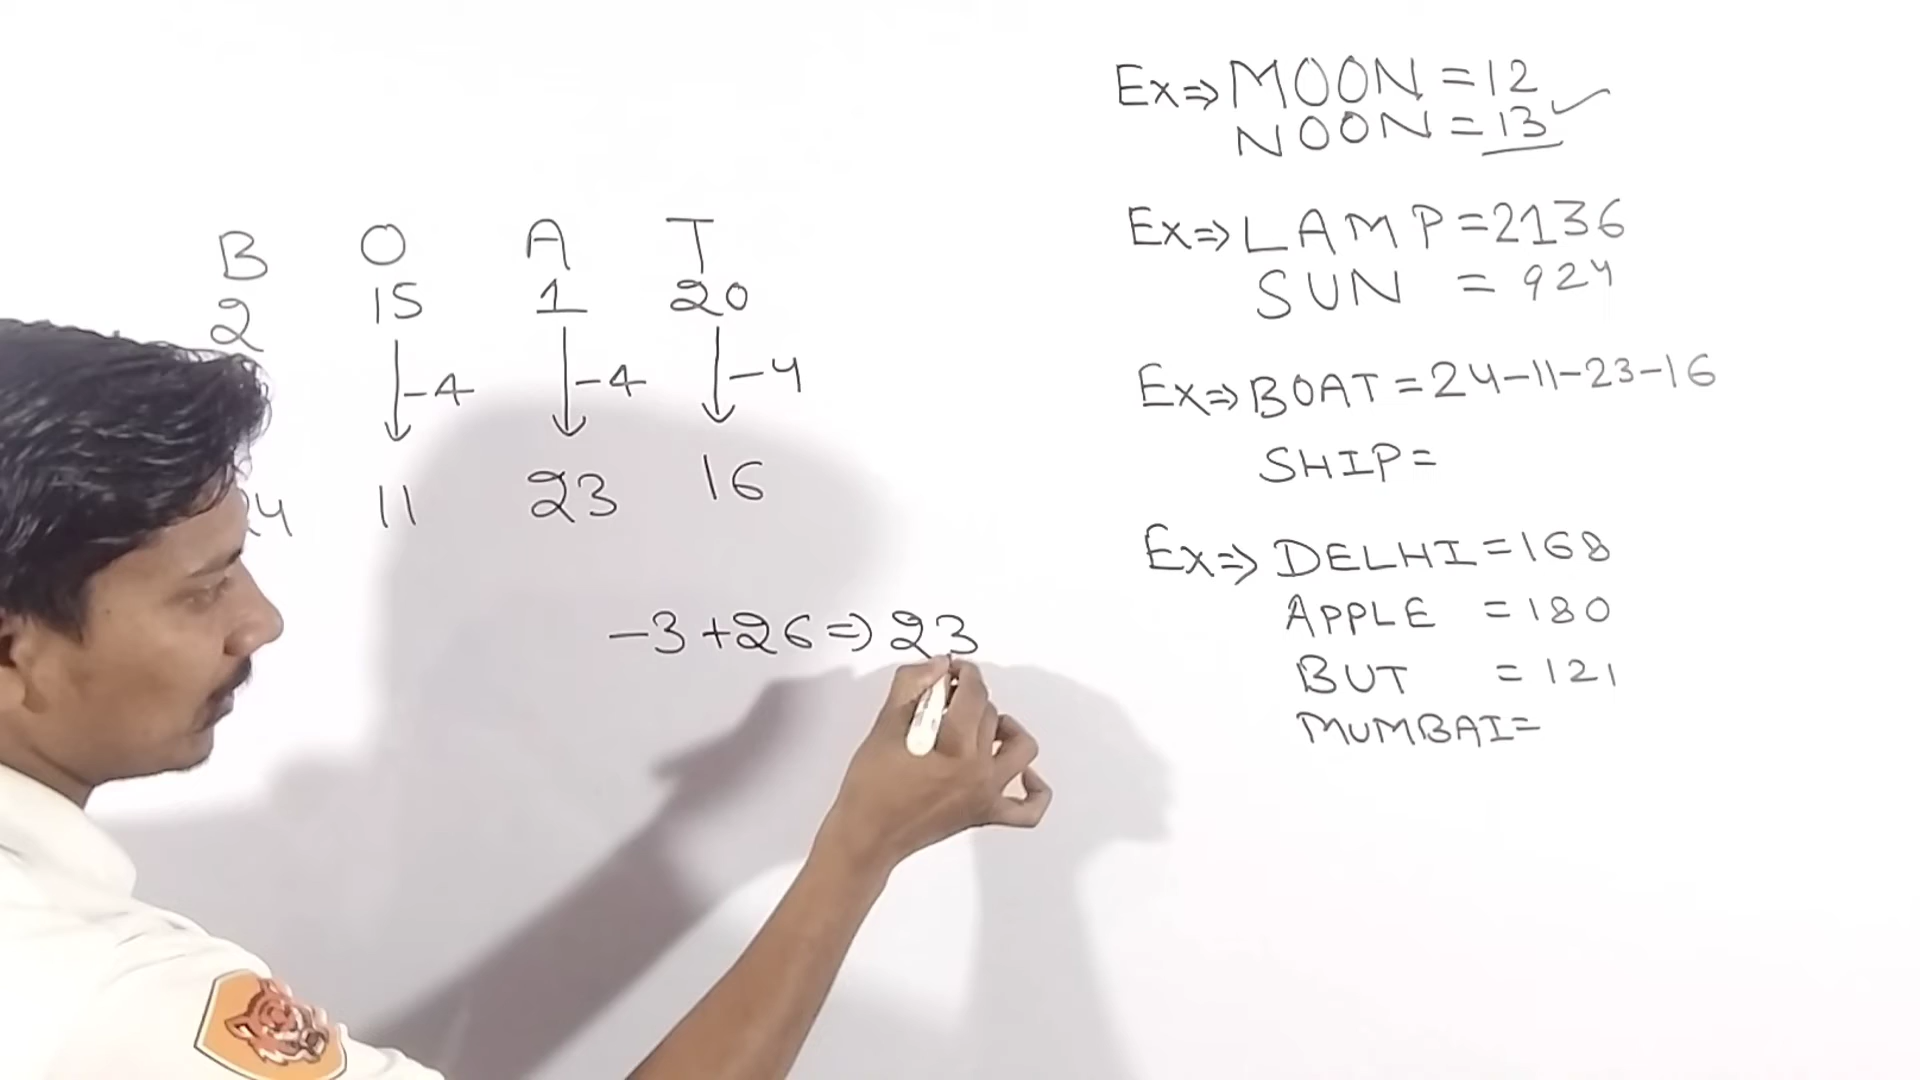 B O A T
2 15 1 20
-4 -4 -4
24 11 23 16
-3+26⇒23
Ex⇒MOON=12
NOON=13✓
Ex⇒LAMP=2136
SUN = 924
Ex⇒BOAT=24-11-23-16
SHIP=
Ex⇒DELHI=168
APPLE =180
BUT =121
MUMBAI=